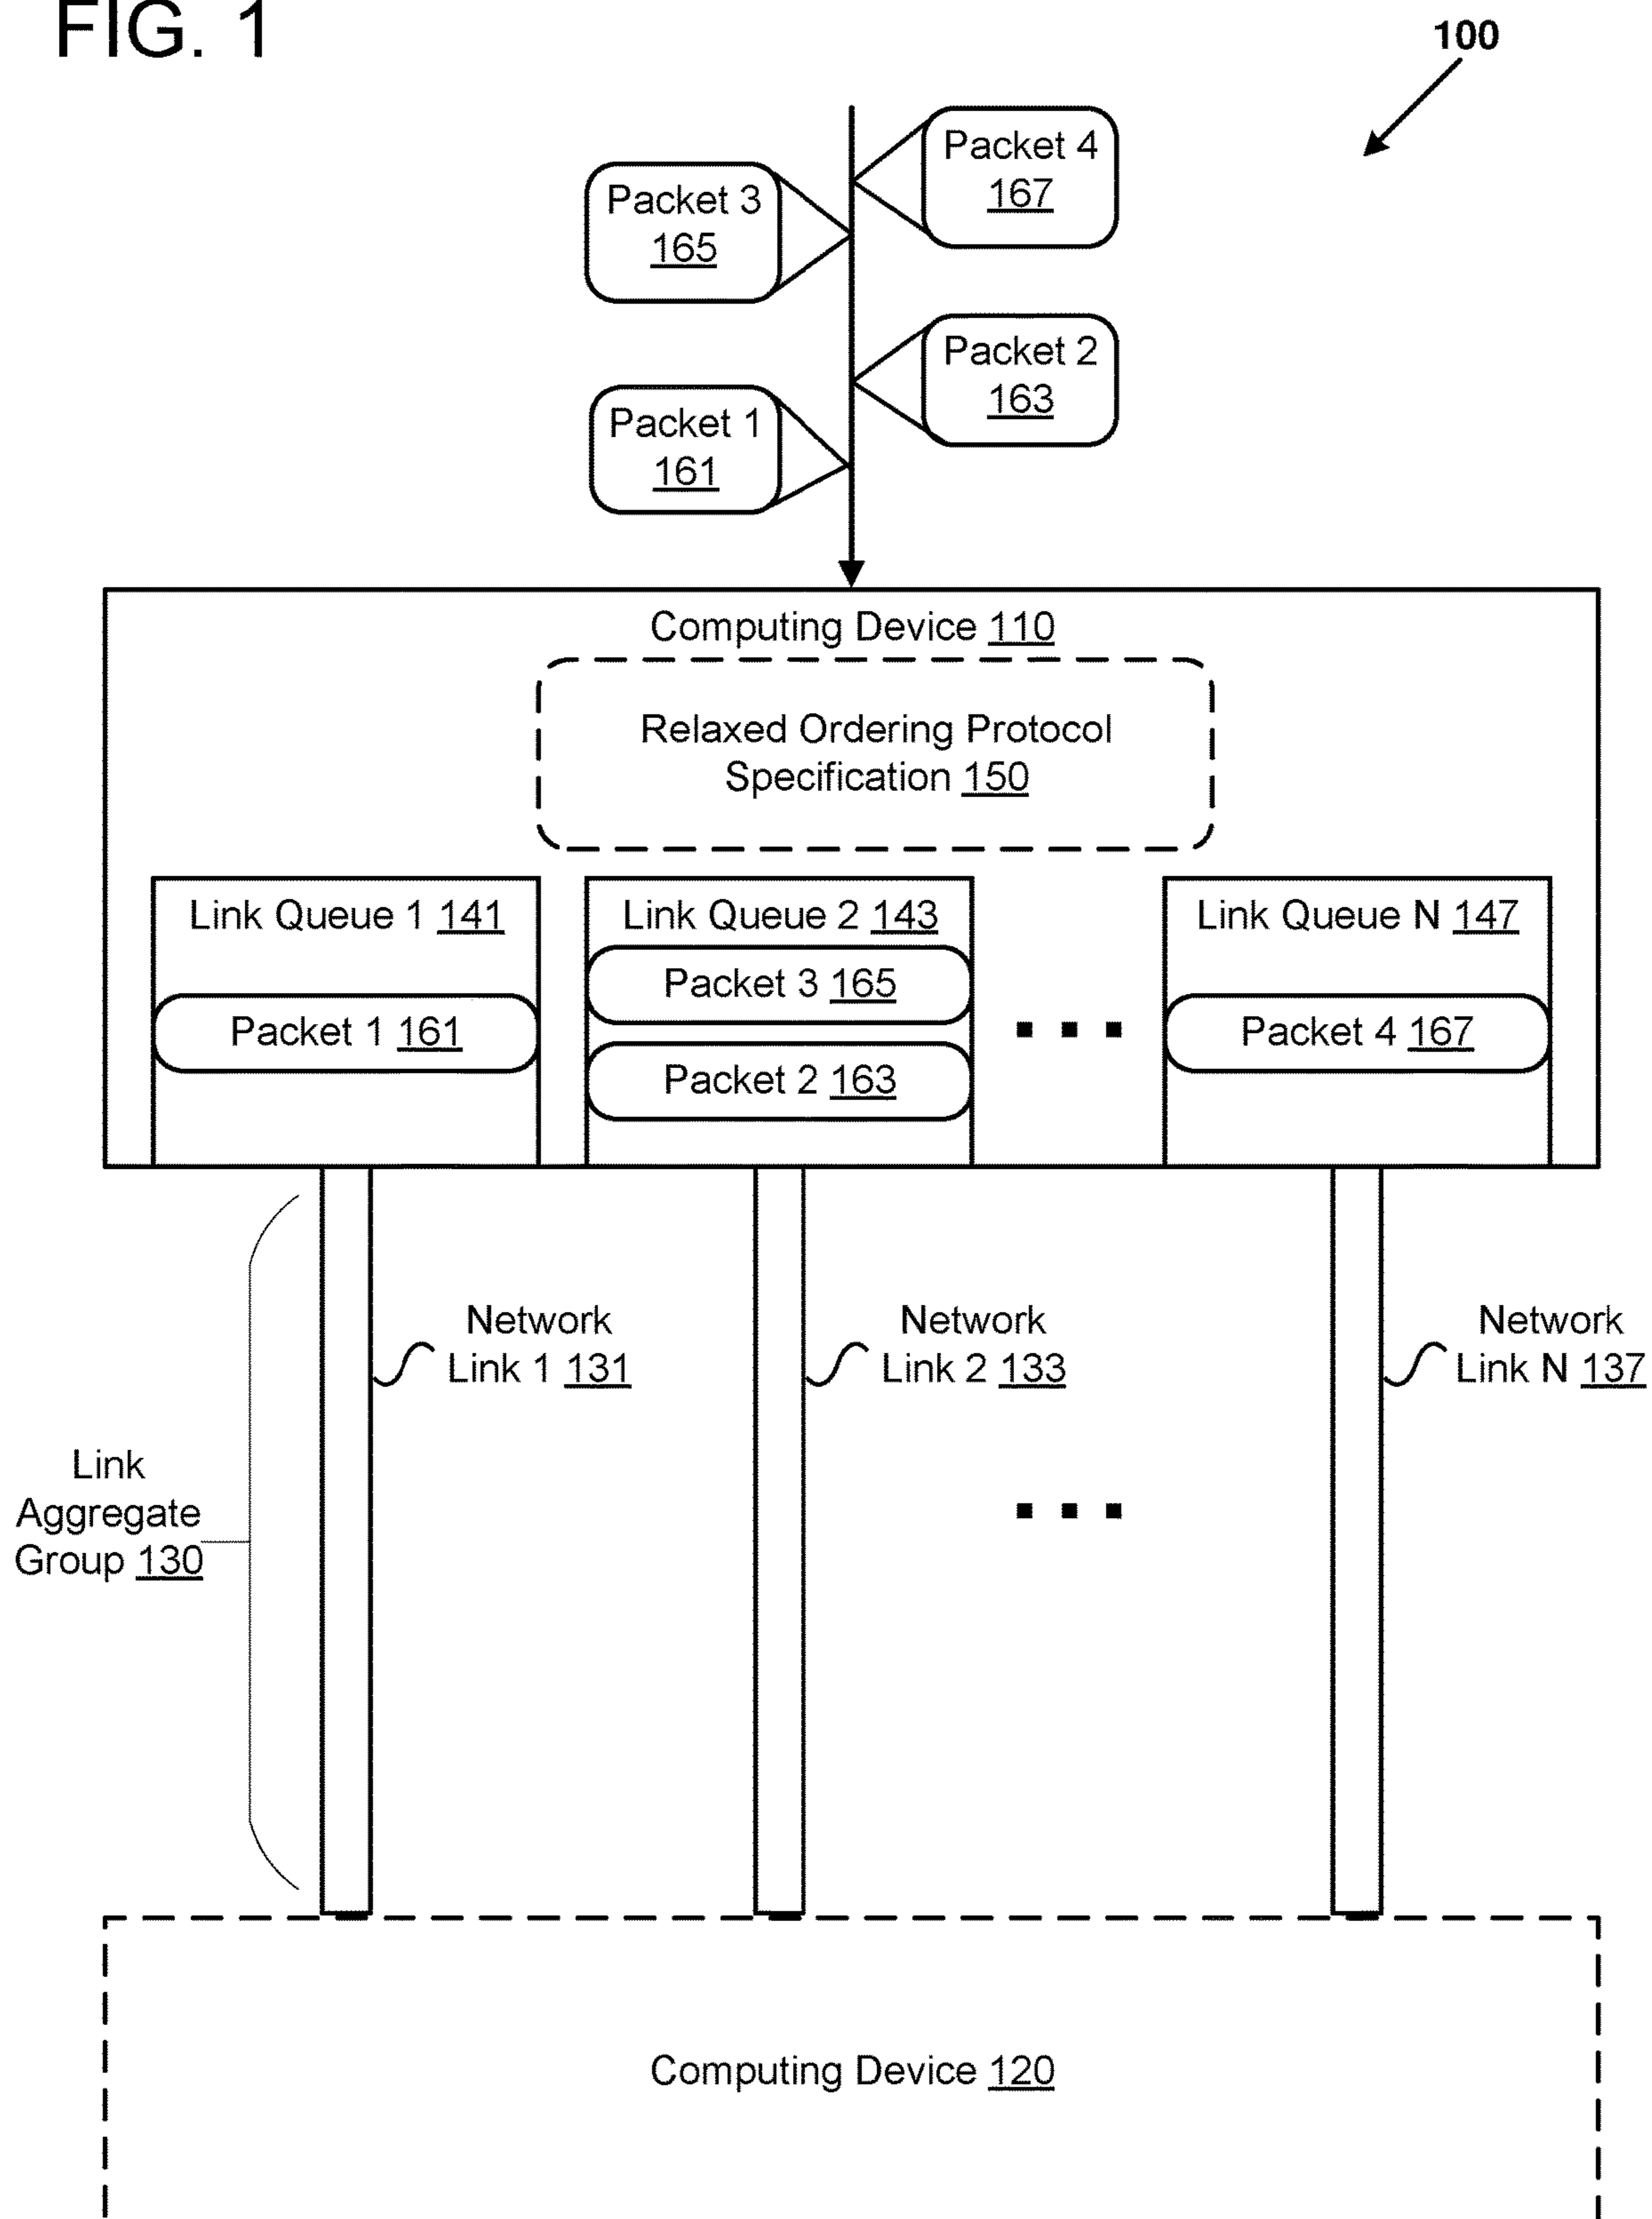 FIG. 1
100
Packet 4
167
Packet 3
165
Packet 2
163
Packet 1
161
Computing Device 110
Relaxed Ordering Protocol
Specification 150
Link Queue 1 141
Packet 1 161
Link Queue 2 143
Packet 3 165
Packet 2 163
Link Queue N 147
Packet 4 167
Network
Link 1 131
Network
Link 2 133
Network
Link N 137
Link
Aggregate
Group 130
Computing Device 120